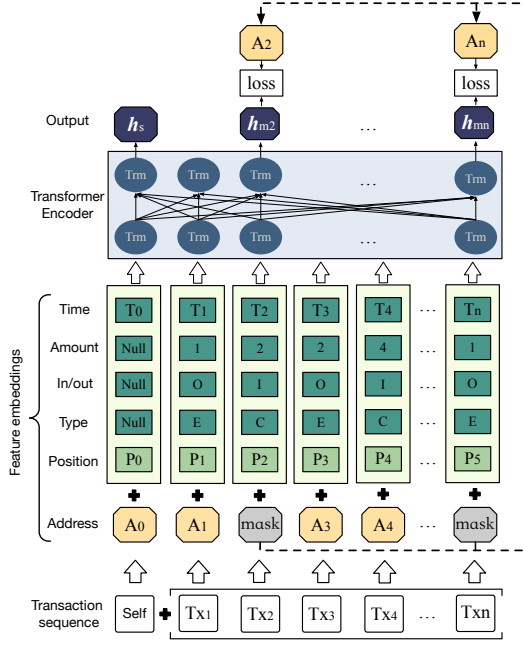 A2 An
loss loss
Output hs hm2 ... hmn
Trm Trm Trm Trm
Transformer
Encoder
Trm Trm Trm ... Trm
Feature embeddings
Time T0 T1 T2 T3 T4 ... Tn
Amount Null 1 2 2 4 ... 1
In/out Null O I O I ... O
Type Null E C E C ... E
Position P0 P1 P2 P3 P4 ... P5
+ + + + + +
Address A0 A1 mask A3 A4 ... mask
Transaction
sequence
Self + Tx1 Tx2 Tx3 Tx4 ... Txn